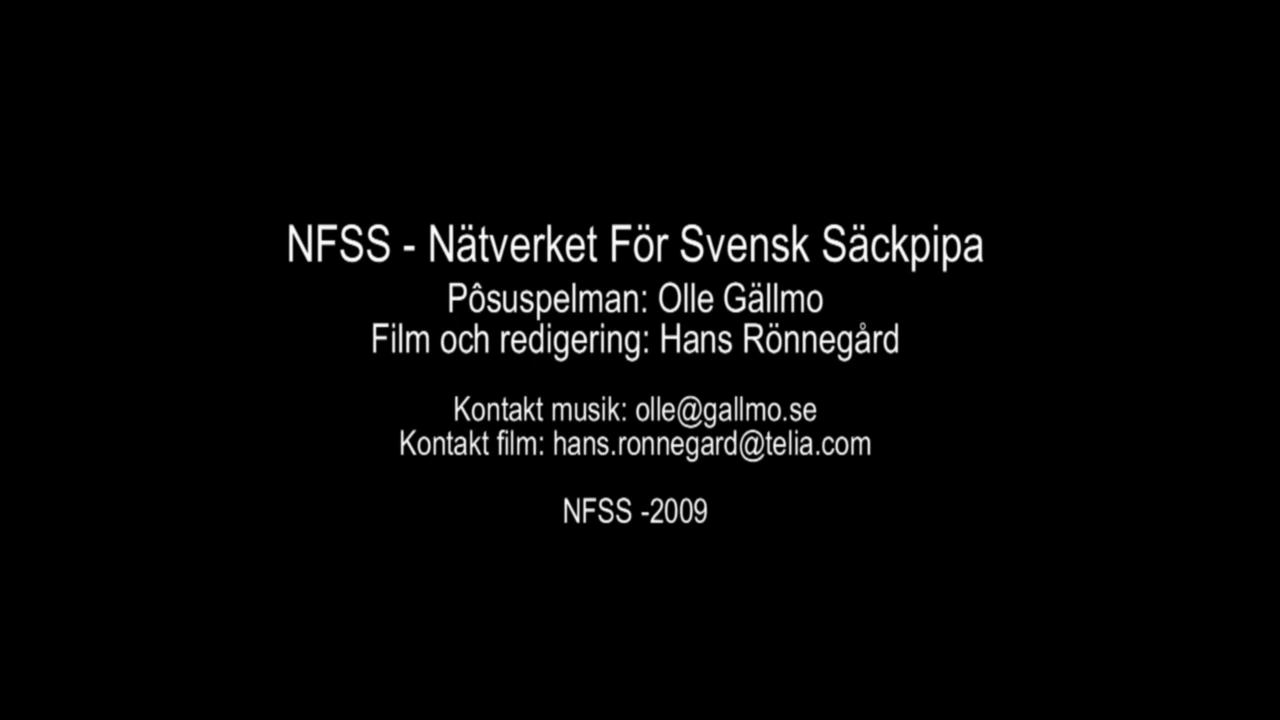 NFSS - Nätverket För Svensk Säckpipa
Pôsuspelman: Olle Gällmo
Film och redigering: Hans Rönnegård
Kontakt musik: olle@gallmo.se
Kontakt film: hans.ronnegard@telia.com
NFSS -2009